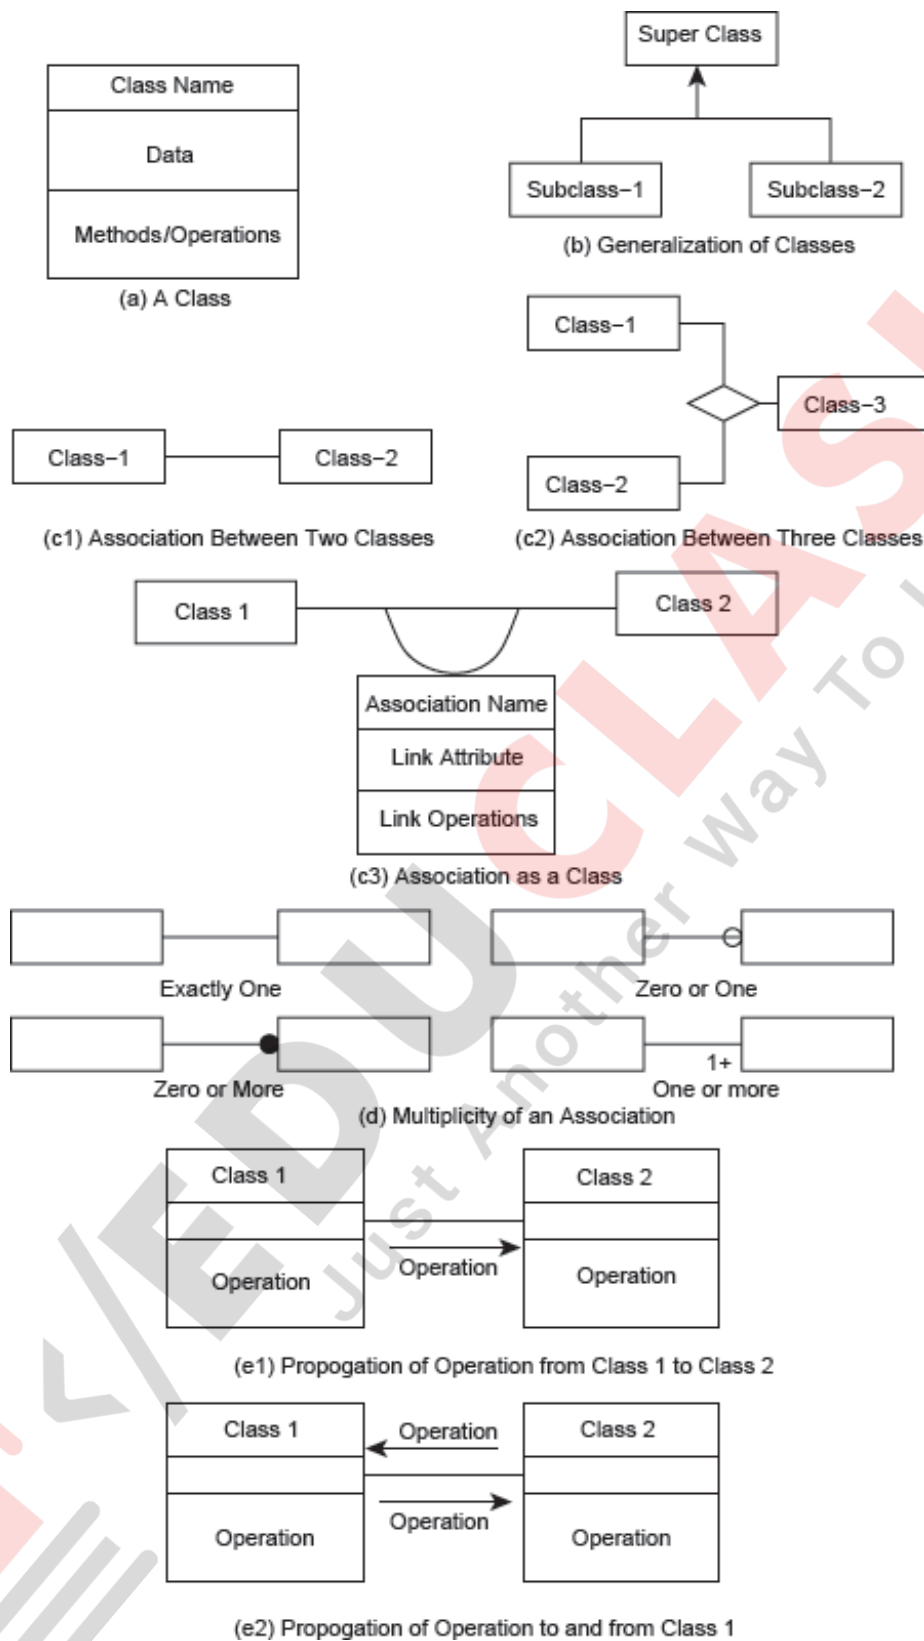 Super Class
Class Name
Data
Methods/Operations
(a) A Class
Subclass−1
Subclass−2
(b) Generalization of Classes
Class−1
Class−2
(c1) Association Between Two Classes
Class−1
Class−3
Class−2
(c2) Association Between Three Classes
Class 1
Class 2
Association Name
Link Attribute
Link Operations
(c3) Association as a Class
Exactly One
Zero or One
Zero or More
1+
One or more
(d) Multiplicity of an Association
Class 1
Class 2
Operation
Operation
Operation
(e1) Propogation of Operation from Class 1 to Class 2
Class 1
Operation
Class 2
Operation
Operation
Operation
(e2) Propogation of Operation to and from Class 1
EDUCLAS
Just Another Way To